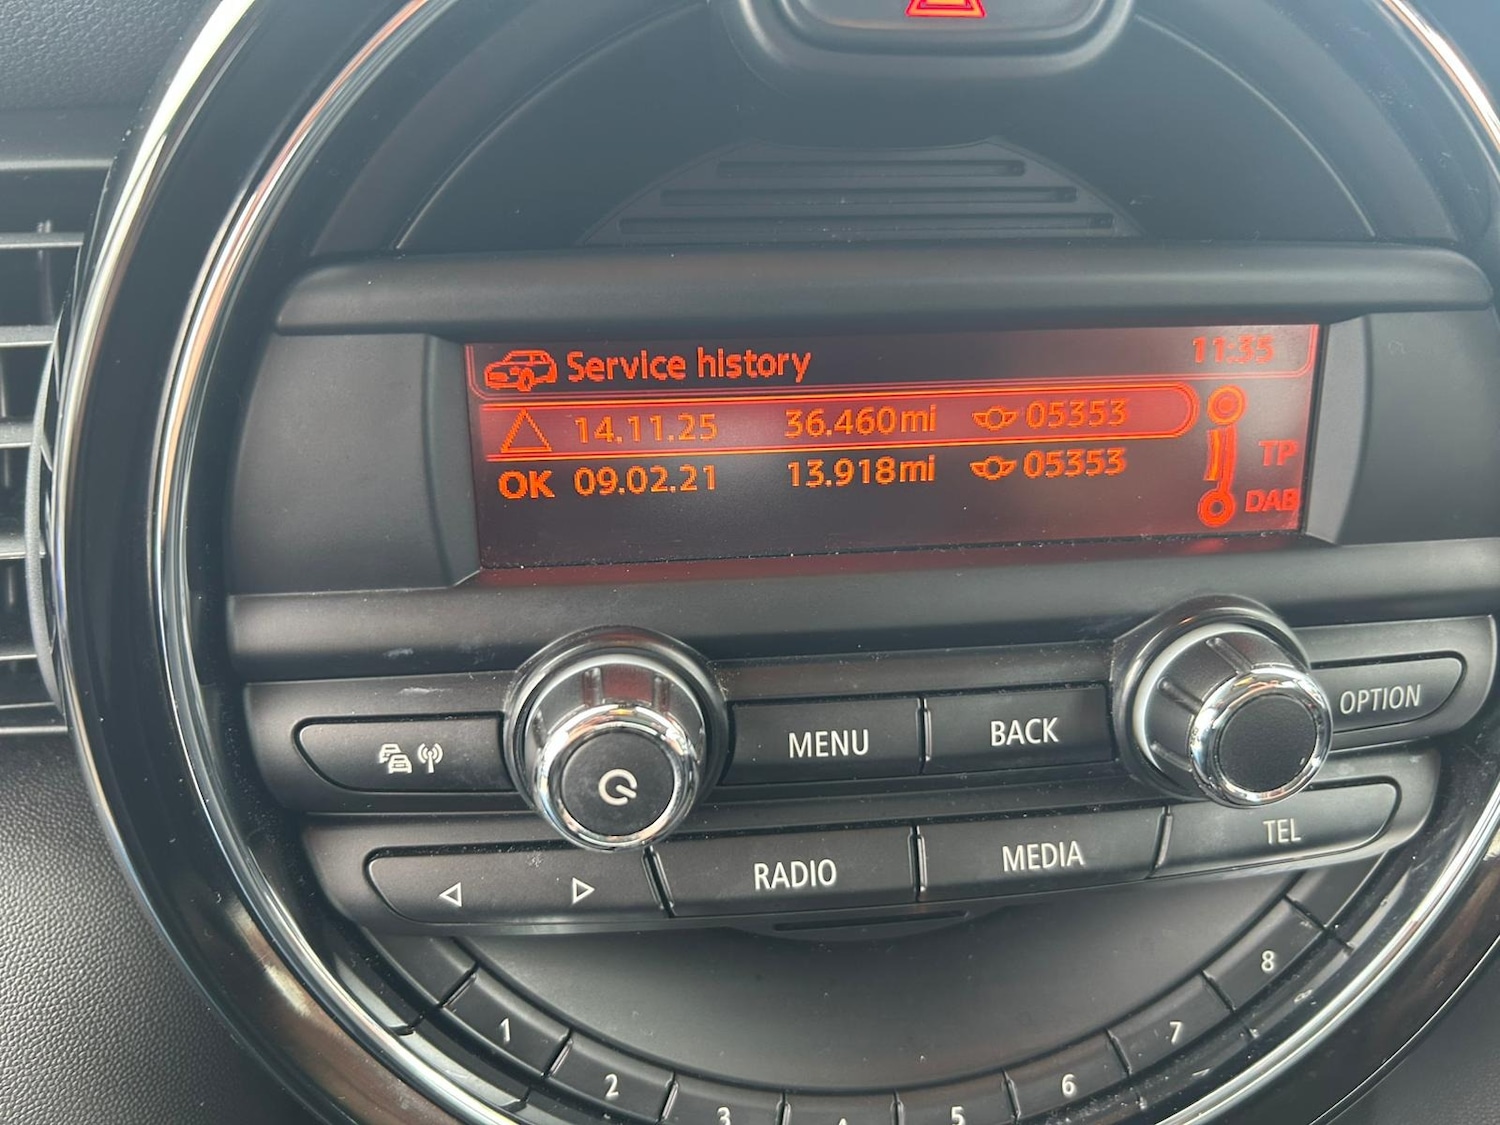 Service history 11:35
14.11.25 36.460mi 05353
OK 09.02.21 13.918mi 05353
TP
DAB
MENU BACK OPTION
RADIO MEDIA TEL
1 2 3 4 5 6 7 8